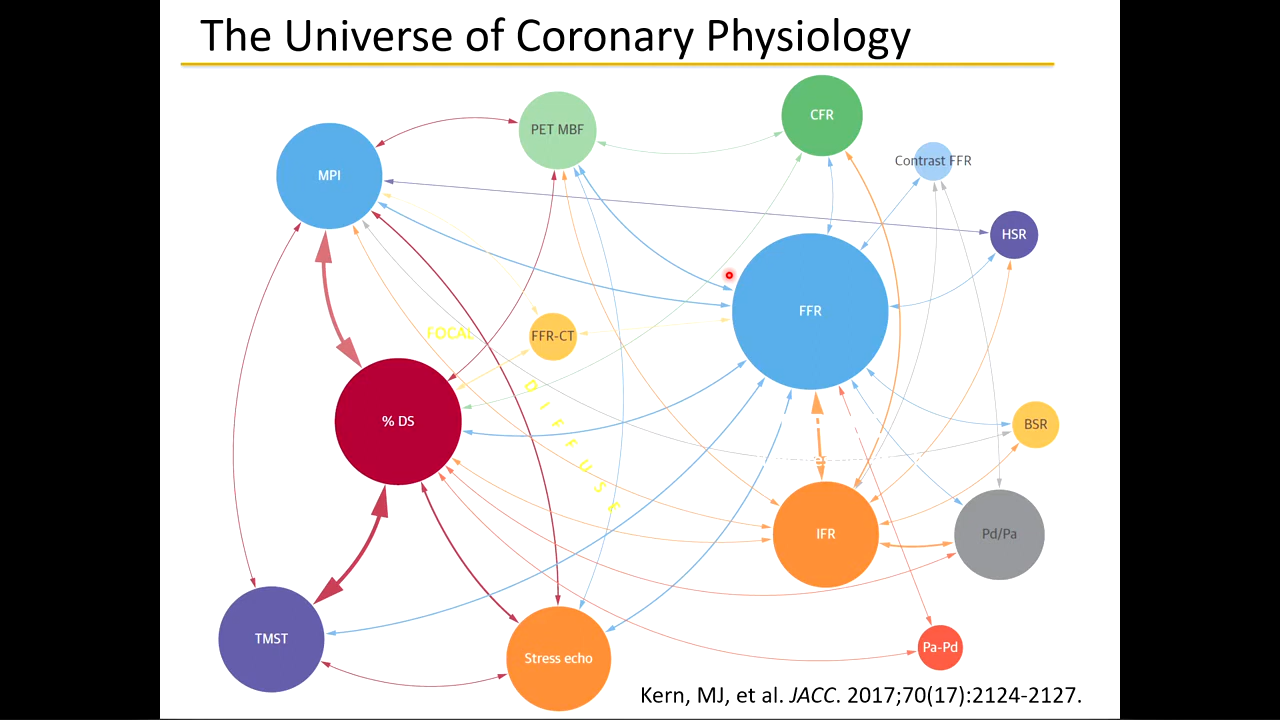 The Universe of Coronary Physiology
CFR
PET MBF
Contrast FFR
MPI
HSR
FFR
FOCAL
FFR-CT
DIFFUSE
% DS
BSR
IFR
Pd/Pa
TMST
Stress echo
Pa-Pd
Kern, MJ, et al. JACC. 2017;70(17):2124-2127.